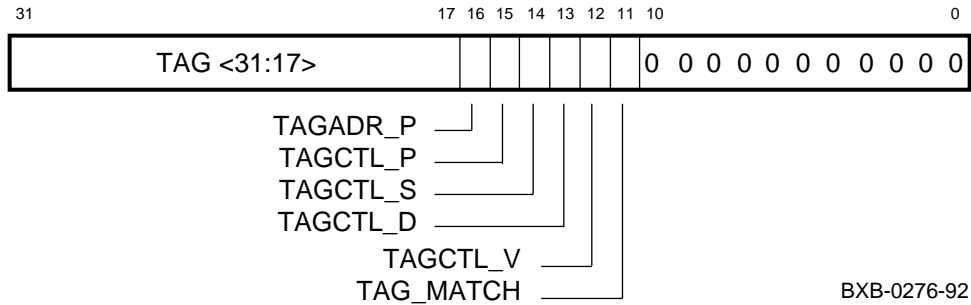 31 17 16 15 14 13 12 11 10 0
TAG <31:17> 0 0 0 0 0 0 0 0 0 0 0
TAGADR_P
TAGCTL_P
TAGCTL_S
TAGCTL_D
TAGCTL_V
TAG_MATCH
BXB-0276-92